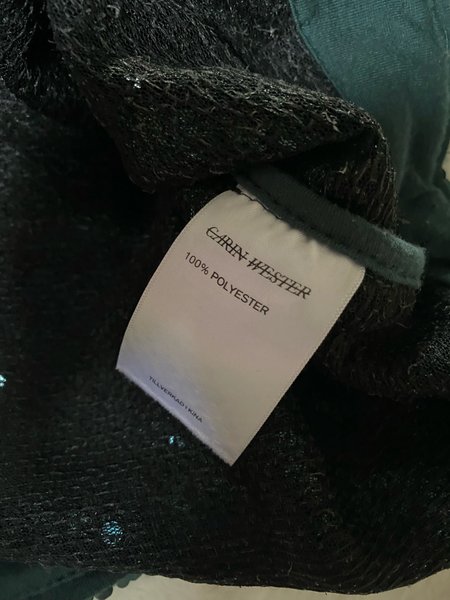 CARIN WESTER
100% POLYESTER
TILLVERKAD I KINA